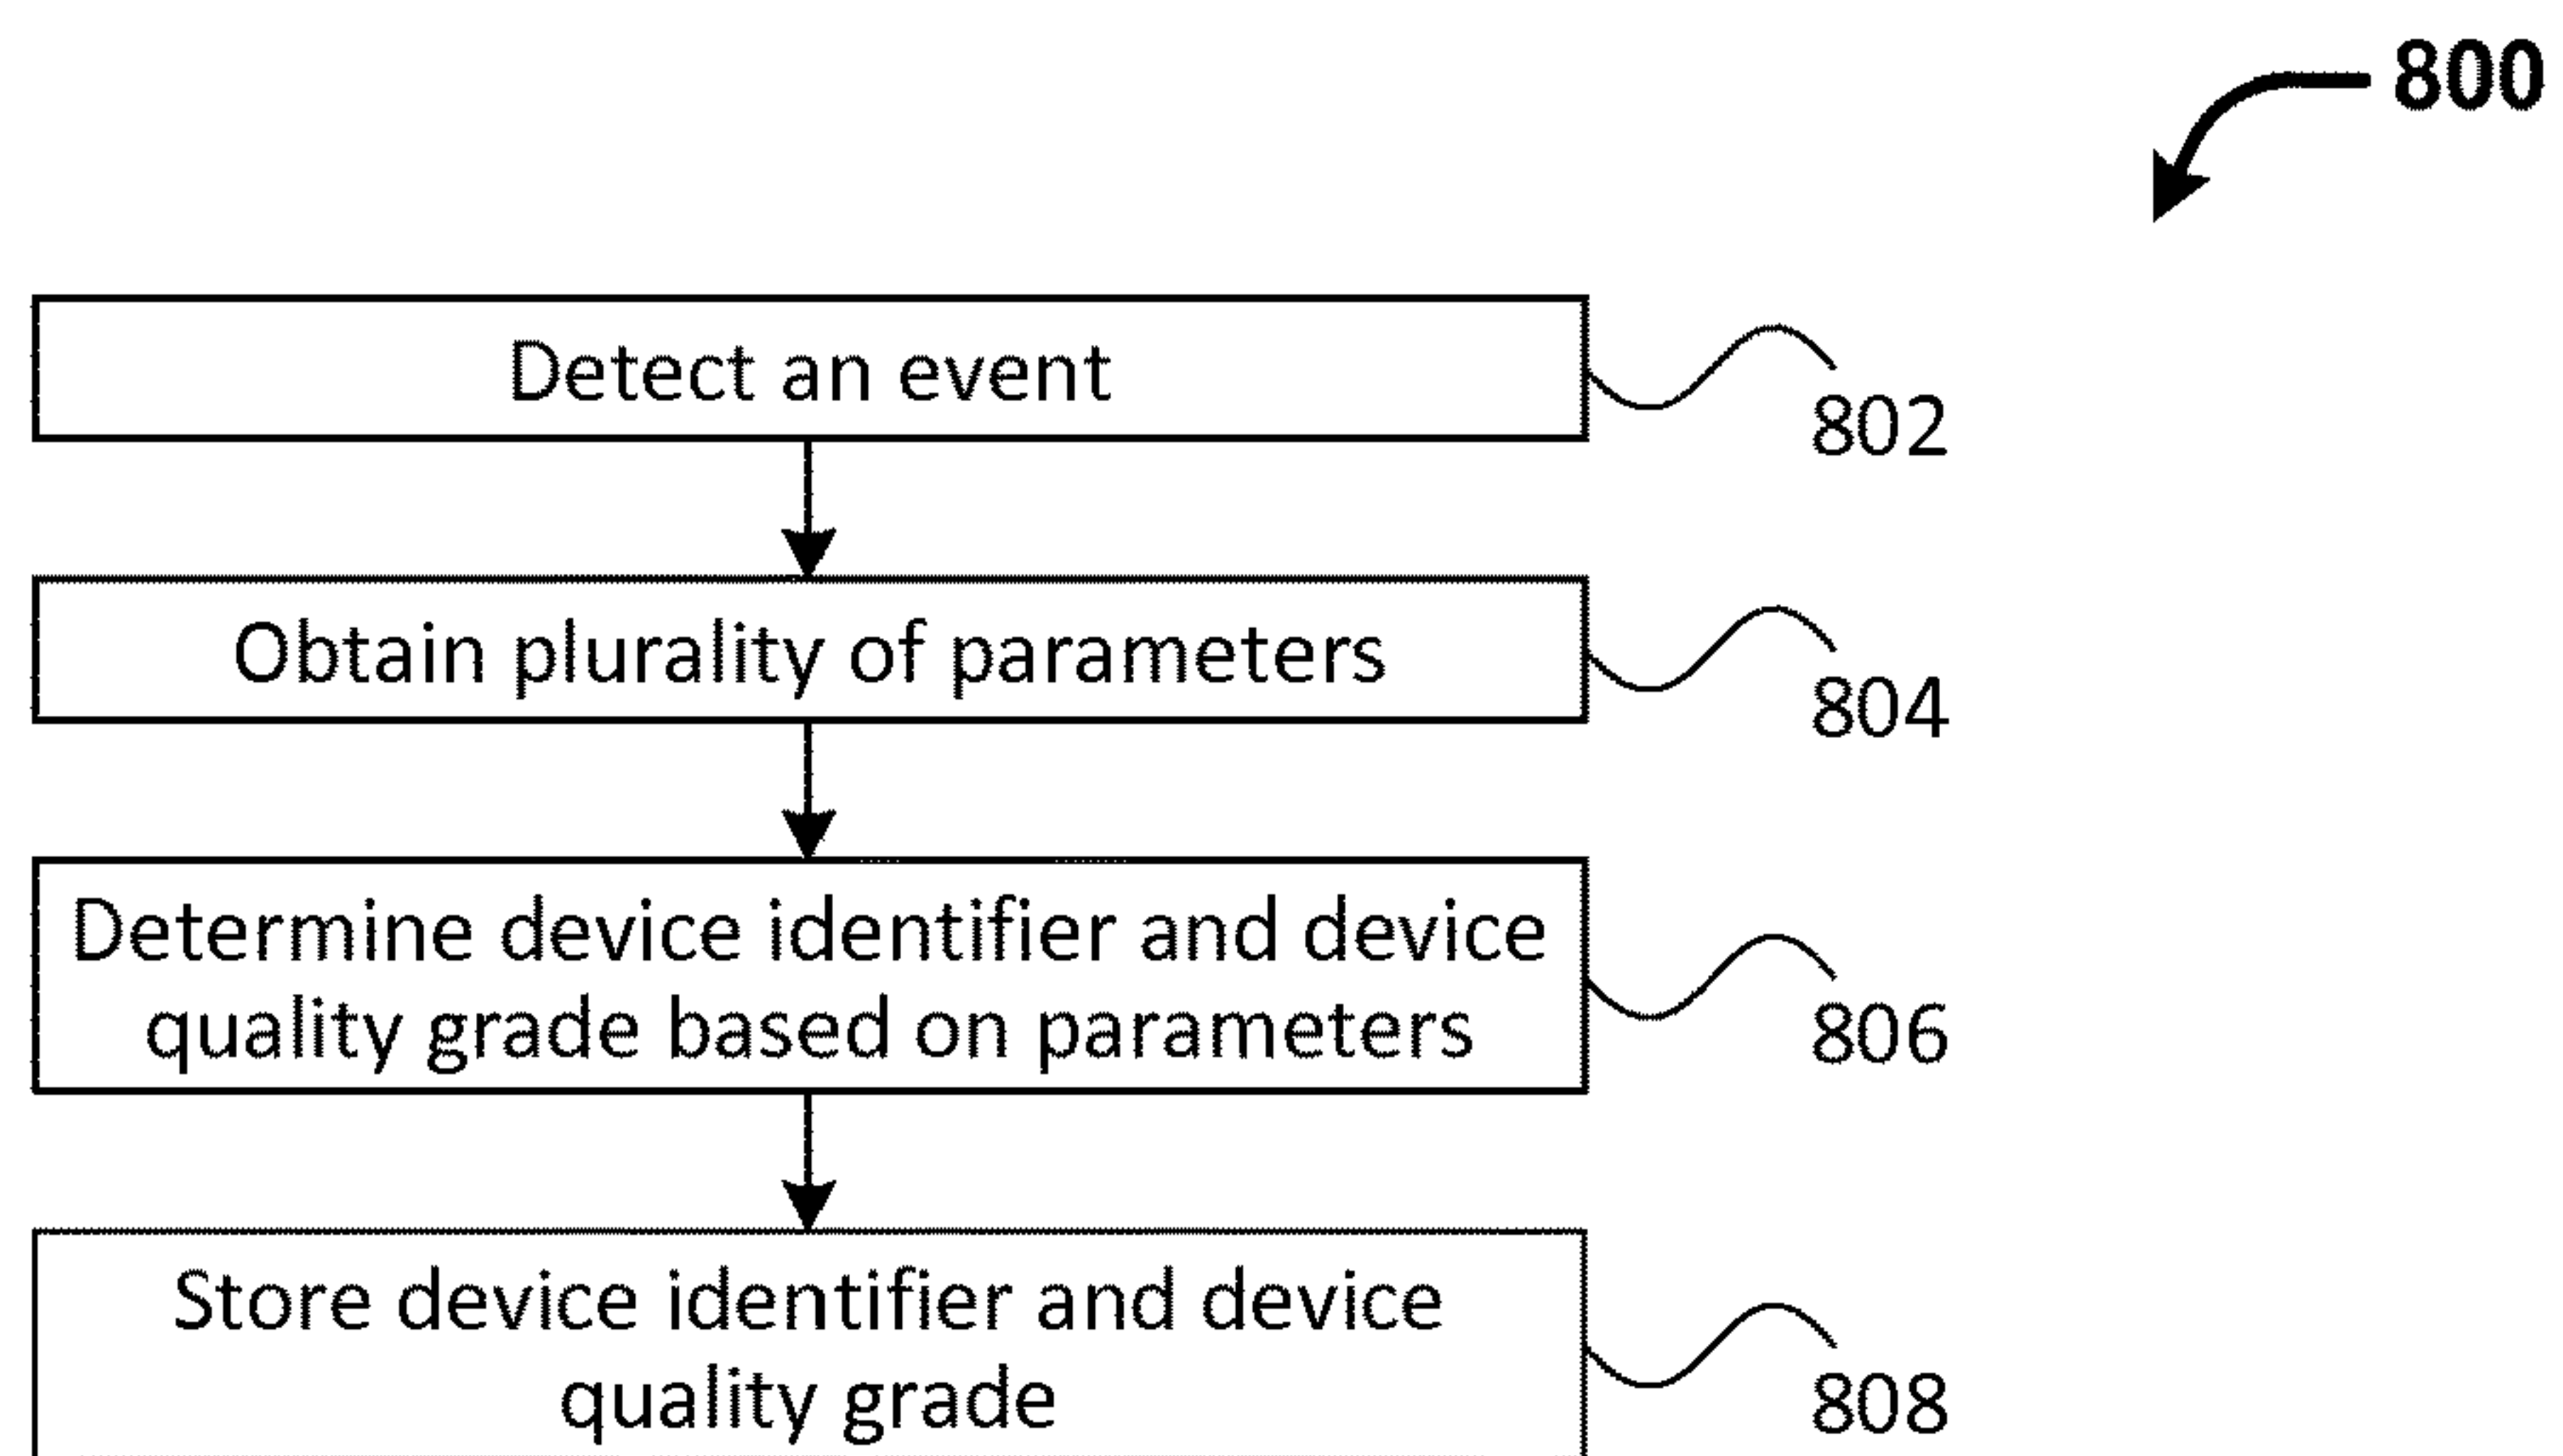 800
Detect an event
802
Obtain plurality of parameters
804
Determine device identifier and device
quality grade based on parameters
806
Store device identifier and device
quality grade
808